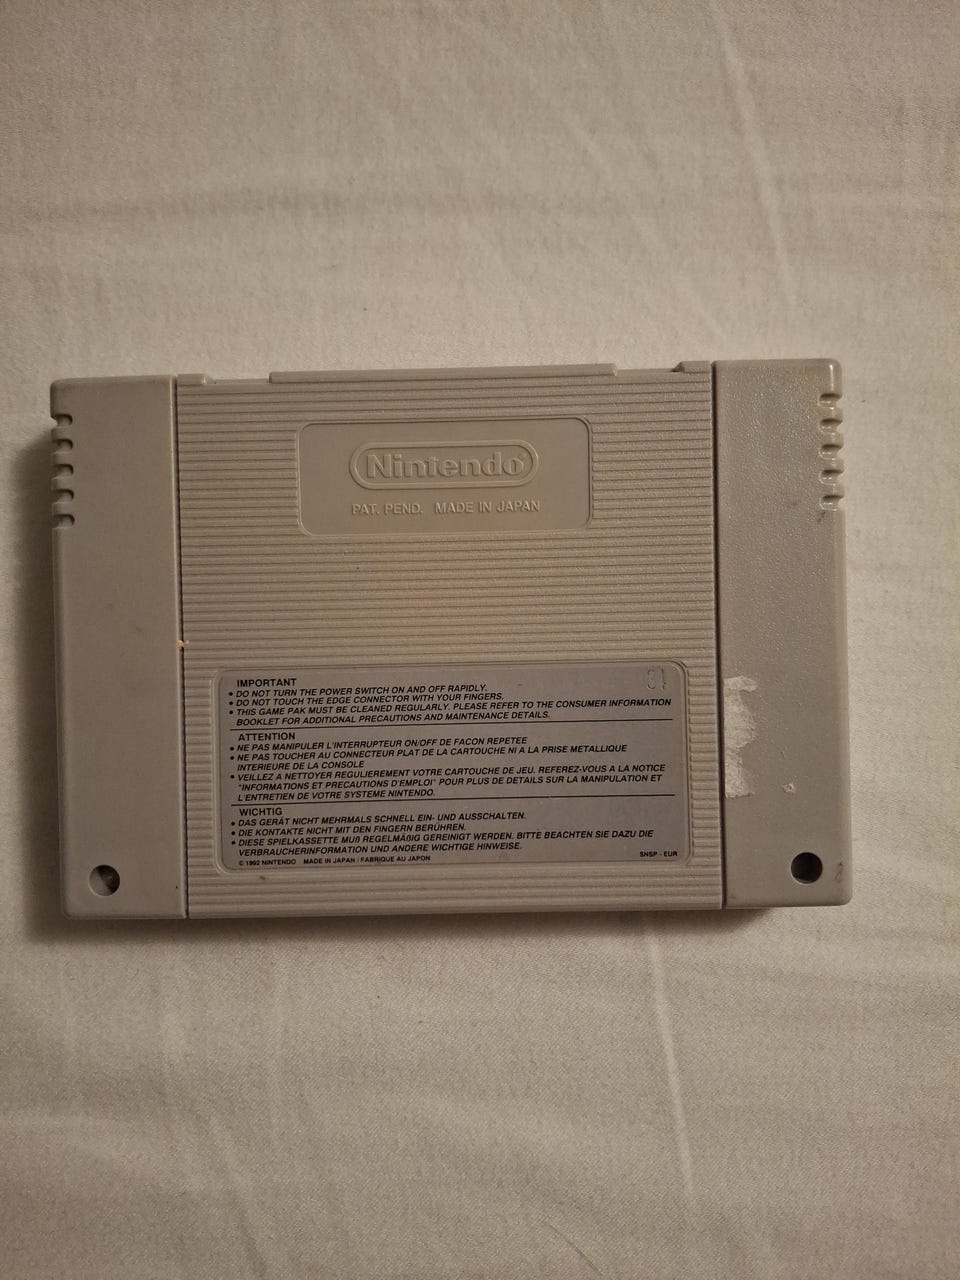 Nintendo
PAT. PEND. MADE IN JAPAN
IMPORTANT
• DO NOT TURN THE POWER SWITCH ON AND OFF RAPIDLY.
• DO NOT TOUCH THE EDGE CONNECTOR WITH YOUR FINGERS.
• THIS GAME PAK MUST BE CLEANED REGULARLY. PLEASE REFER TO THE CONSUMER INFORMATION
BOOKLET FOR ADDITIONAL PRECAUTIONS AND MAINTENANCE DETAILS.
ATTENTION
• NE PAS MANIPULER L'INTERRUPTEUR ON/OFF DE FACON REPETEE
• NE PAS TOUCHER AU CONNECTEUR PLAT DE LA CARTOUCHE NI A LA PRISE METALLIQUE
INTERIEURE DE LA CONSOLE
• VEILLEZ A NETTOYER REGULIEREMENT VOTRE CARTOUCHE DE JEU. REFEREZ-VOUS A LA NOTICE
"INFORMATIONS ET PRECAUTIONS D'EMPLOI" POUR PLUS DE DETAILS SUR LA MANIPULATION ET
L'ENTRETIEN DE VOTRE SYSTEME NINTENDO.
WICHTIG
• DAS GERÄT NICHT MEHRMALS SCHNELL EIN- UND AUSSCHALTEN.
• DIE KONTAKTE NICHT MIT DEN FINGERN BERÜHREN.
• DIESE SPIELKASSETTE MUß REGELMÄßIG GEREINIGT WERDEN. BITTE BEACHTEN SIE DAZU DIE
VERBRAUCHERINFORMATION UND ANDERE WICHTIGE HINWEISE.
© 1992 NINTENDO MADE IN JAPAN / FABRIQUE AU JAPON SNSP - EUR